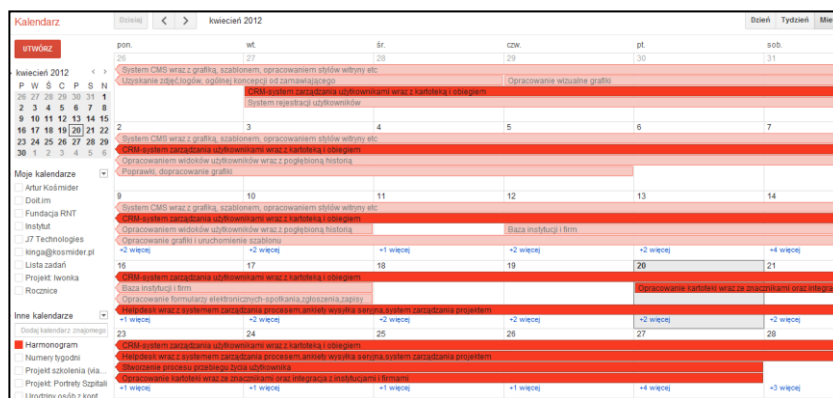 Kalendarz
Dzisiaj
kwiecień 2012
Dzień Tydzień Mie
UTWÓRZ
kwiecień 2012
P W Ś C P S N
26 27 28 29 30 31 1
2 3 4 5 6 7 8
9 10 11 12 13 14 15
16 17 18 19 20 21 22
23 24 25 26 27 28 29
30 1 2 3 4 5 6
Moje kalendarze
Artur Kośmider
Doit.im
Fundacja RNT
Instytut
J7 Technologies
kinga@kosmider.pl
Lista zadań
Projekt: Iwonka
Rocznice
Inne kalendarze
Dodaj kalendarz znajomego
Harmonogram
Numery tygodni
Projekt szkolenia (via...
Projekt: Portrety Szpitali
Urodziny osób z kont
pon. wt. śr. czw. pt. sob.
26 27 28 29 30 31
System CMS wraz z grafiką, szablonem, opracowaniem stylów witryny etc
Uzyskanie zdjęć,logów, ogólnej koncepcji od zamawiającego
Opracowanie wizualne grafiki
CRM-system zarządzania użytkownikami wraz z kartoteką i obiegiem
System rejestracji użytkowników
2 3 4 5 6 7
System CMS wraz z grafiką, szablonem, opracowaniem stylów witryny etc
CRM-system zarządzania użytkownikami wraz z kartoteką i obiegiem
Opracowaniem widoków użytkowników wraz z pogłębioną historią
Poprawki, dopracowanie grafiki
9 10 11 12 13 14
System CMS wraz z grafiką, szablonem, opracowaniem stylów witryny etc
CRM-system zarządzania użytkownikami wraz z kartoteką i obiegiem
Opracowaniem widoków użytkowników wraz z pogłębioną historią
Baza instytucji i firm
Opracowanie grafiki i uruchomienie szablonu
+2 więcej +2 więcej +1 więcej +2 więcej +2 więcej +4 więcej
16 17 18 19 20 21
CRM-system zarządzania użytkownikami wraz z kartoteką i obiegiem
Baza instytucji i firm
Opracowanie kartoteki wraz ze znacznikami oraz integra
Opracowanie formularzy elektronicznych-spotkania,zgłoszenia,zapisy
Helpdesk wraz z systemem zarządzania procesem,ankiety wysyłka seryjna,system zarządzania projektem
+1 więcej +1 więcej +2 więcej +2 więcej +2 więcej +2 więcej
23 24 25 26 27 28
CRM-system zarządzania użytkownikami wraz z kartoteką i obiegiem
Helpdesk wraz z systemem zarządzania procesem,ankiety wysyłka seryjna,system zarządzania projektem
Stworzenie procesu przebiegu życia użytkownika
Opracowanie kartoteki wraz ze znacznikami oraz integracja z instytucjami i firmami
+1 więcej +1 więcej +1 więcej +1 więcej +4 więcej +3 więcej